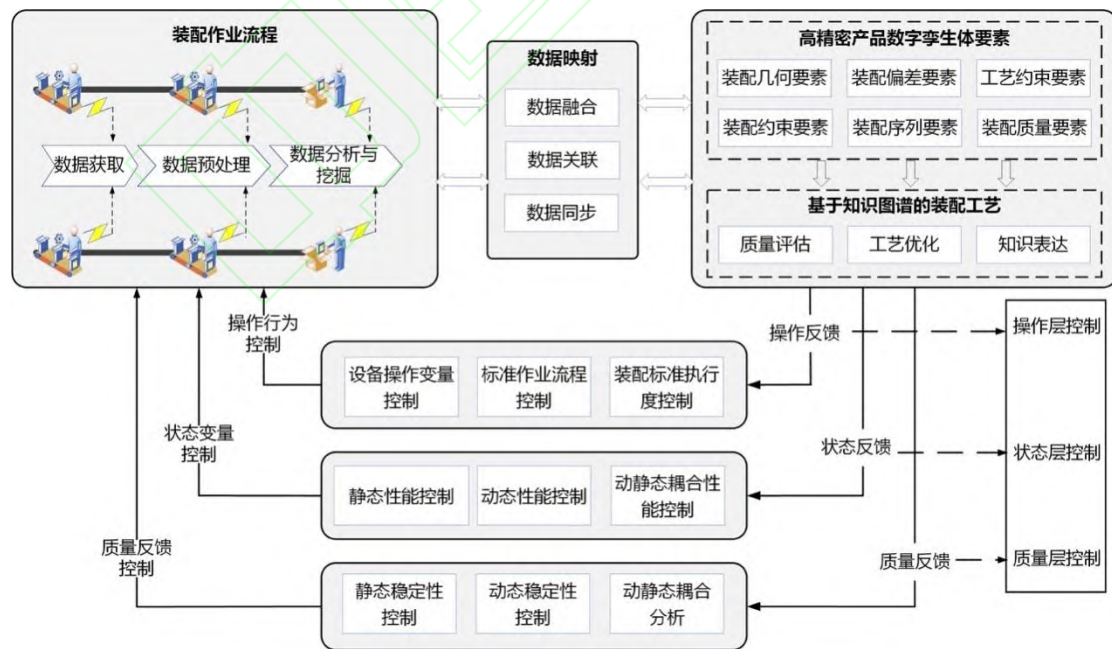 装配作业流程
数据获取
数据预处理
数据分析与
挖掘
数据映射
数据融合
数据关联
数据同步
高精密产品数字孪生体要素
装配几何要素
装配偏差要素
工艺约束要素
装配约束要素
装配序列要素
装配质量要素
基于知识图谱的装配工艺
质量评估
工艺优化
知识表达
操作行为
控制
设备操作变量
控制
标准作业流程
控制
装配标准执行
度控制
操作反馈
操作层控制
状态变量
控制
静态性能控制
动态性能控制
动静态耦合性
能控制
状态反馈
状态层控制
质量反馈
控制
静态稳定性
控制
动态稳定性
控制
动静态耦合
分析
质量反馈
质量层控制